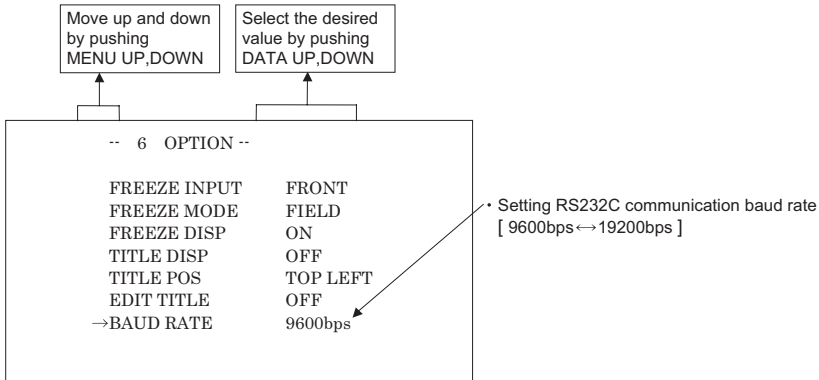 Move up and down
by pushing
MENU UP,DOWN
Select the desired
value by pushing
DATA UP,DOWN
-- 6 OPTION --
FREEZE INPUT FRONT
FREEZE MODE FIELD
FREEZE DISP ON
TITLE DISP OFF
TITLE POS TOP LEFT
EDIT TITLE OFF
→BAUD RATE 9600bps
・Setting RS232C communication baud rate
[ 9600bps↔19200bps ]